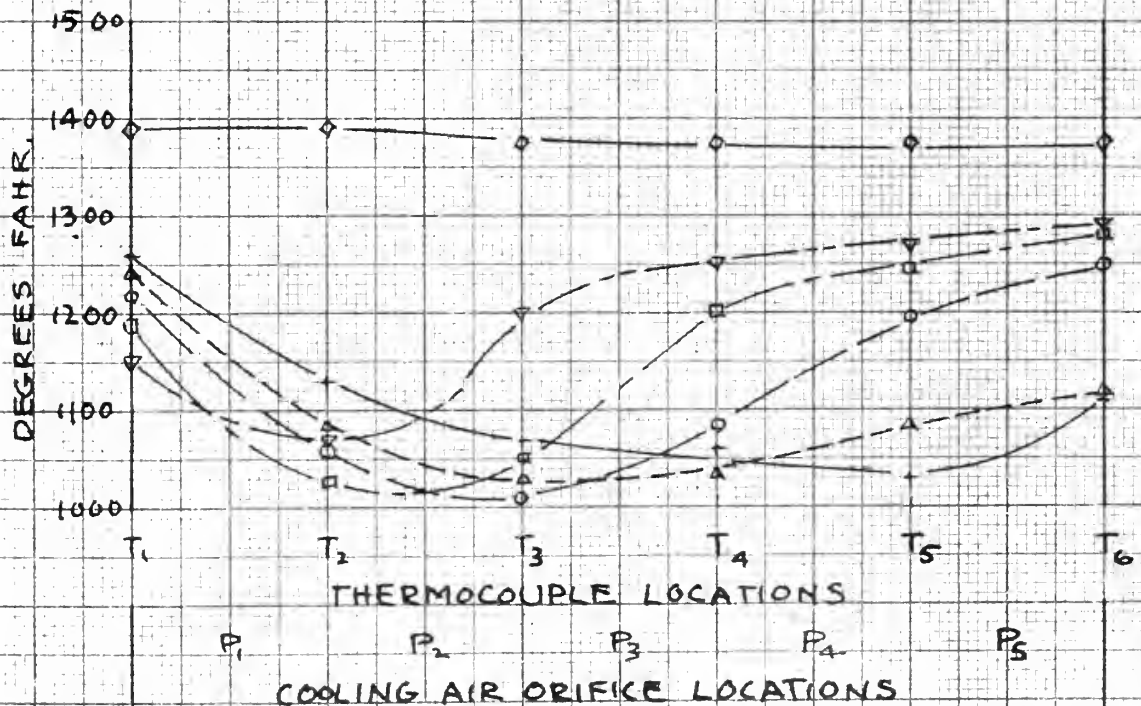 1500
1400
1300
1200
1100
1000
DEGREES FAHR.
T1 T2 T3 T4 T5 T6
THERMOCOUPLE LOCATIONS
P1 P2 P3 P4 P5
COOLING AIR ORIFICE LOCATIONS